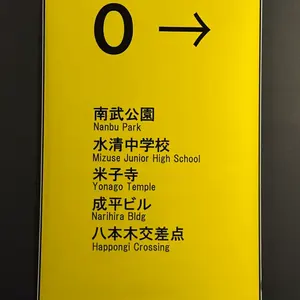 0 →
南武公園
Nanbu Park
水清中学校
Mizuse Junior High School
米子寺
Yonago Temple
成平ビル
Narihira Bldg
八本木交差点
Happongi Crossing